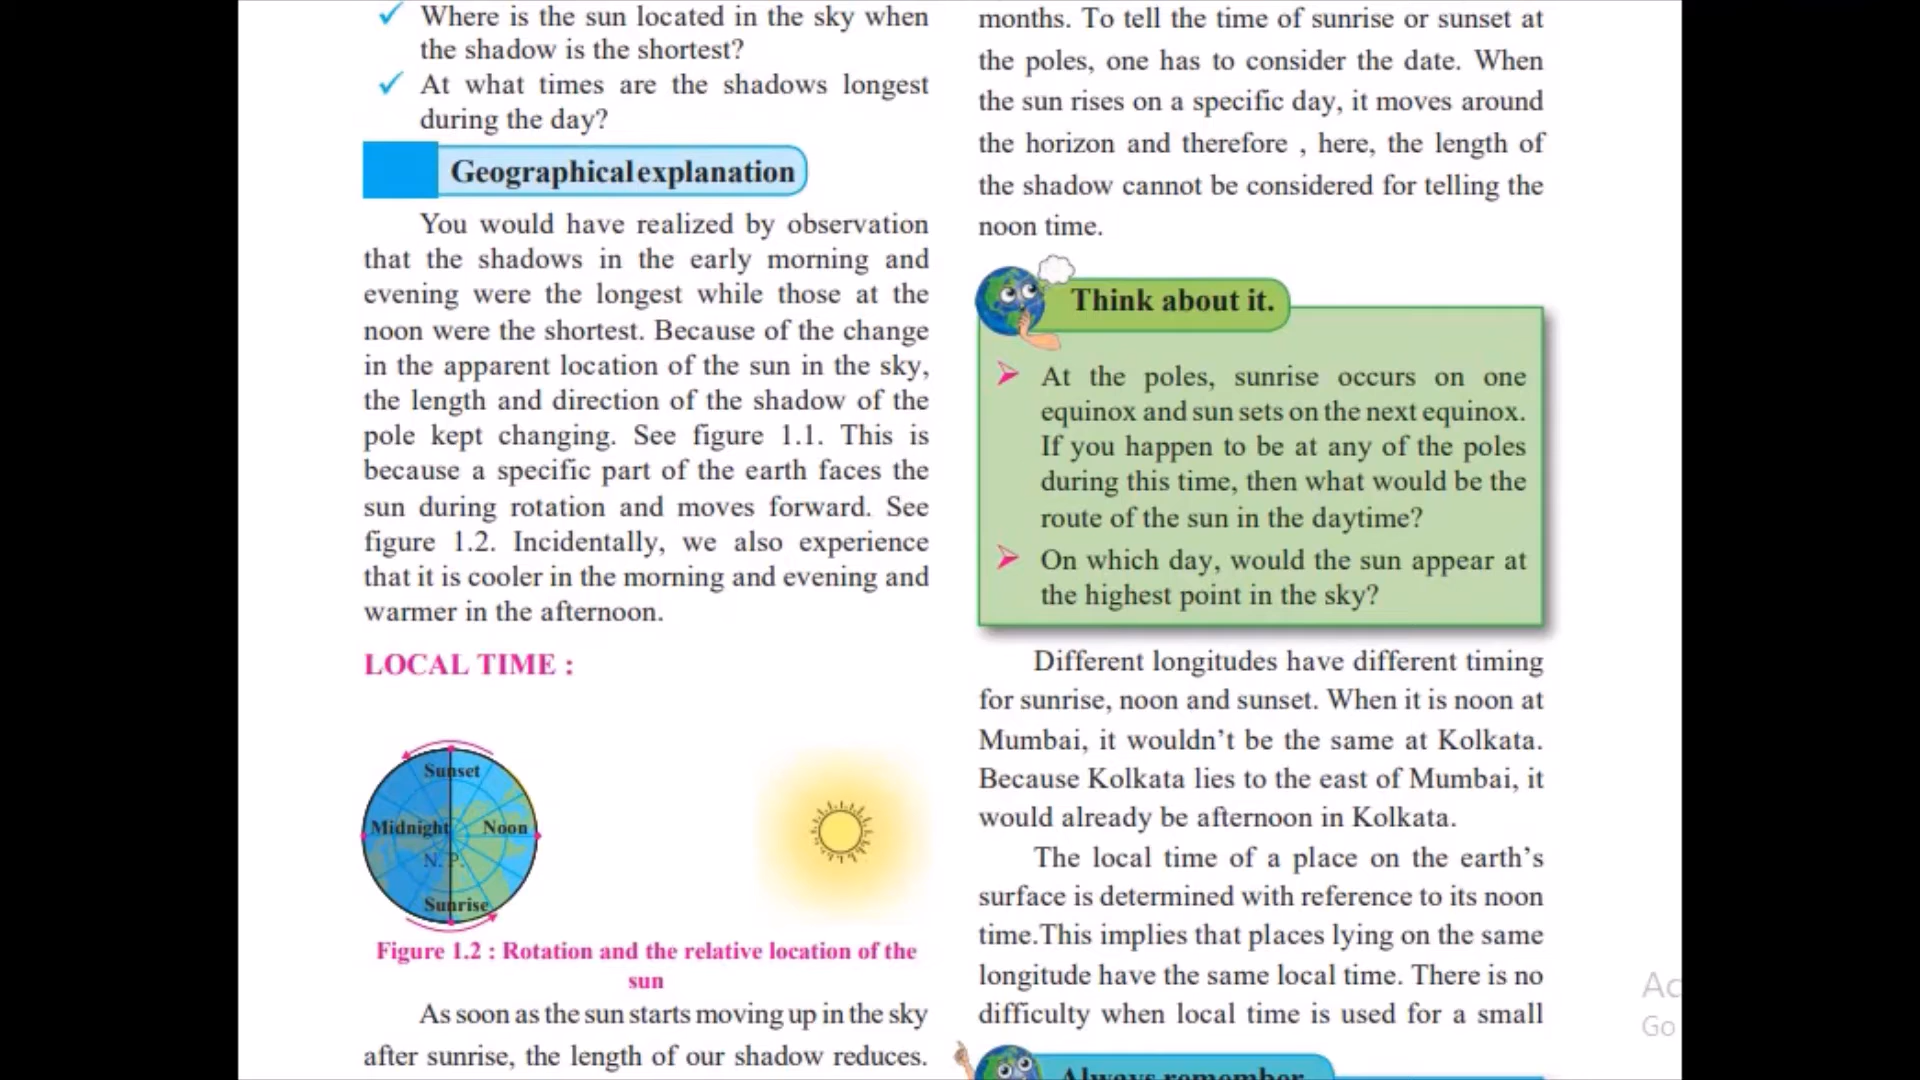 Where is the sun located in the sky when
the shadow is the shortest?
At what times are the shadows longest
during the day?
Geographical explanation
You would have realized by observation
that the shadows in the early morning and
evening were the longest while those at the
noon were the shortest. Because of the change
in the apparent location of the sun in the sky,
the length and direction of the shadow of the
pole kept changing. See figure 1.1. This is
because a specific part of the earth faces the
sun during rotation and moves forward. See
figure 1.2. Incidentally, we also experience
that it is cooler in the morning and evening and
warmer in the afternoon.
LOCAL TIME :
Sunset
Midnight
Noon
N. P.
Sunrise
Figure 1.2 : Rotation and the relative location of the
sun
As soon as the sun starts moving up in the sky
after sunrise, the length of our shadow reduces.
months. To tell the time of sunrise or sunset at
the poles, one has to consider the date. When
the sun rises on a specific day, it moves around
the horizon and therefore , here, the length of
the shadow cannot be considered for telling the
noon time.
Think about it.
At the poles, sunrise occurs on one
equinox and sun sets on the next equinox.
If you happen to be at any of the poles
during this time, then what would be the
route of the sun in the daytime?
On which day, would the sun appear at
the highest point in the sky?
Different longitudes have different timing
for sunrise, noon and sunset. When it is noon at
Mumbai, it wouldn't be the same at Kolkata.
Because Kolkata lies to the east of Mumbai, it
would already be afternoon in Kolkata.
The local time of a place on the earth's
surface is determined with reference to its noon
time.This implies that places lying on the same
longitude have the same local time. There is no
difficulty when local time is used for a small
Always remember
Ac
Go